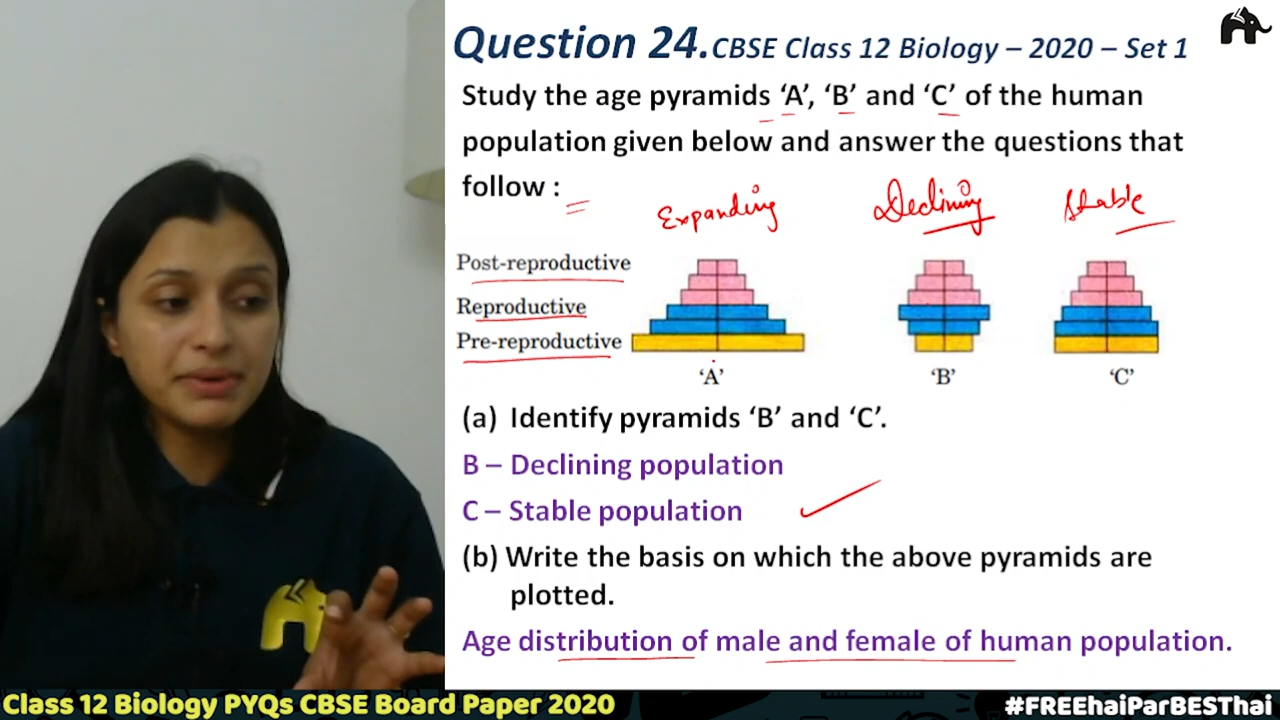 Question 24.CBSE Class 12 Biology – 2020 – Set 1
Study the age pyramids ‘A’, ‘B’ and ‘C’ of the human
population given below and answer the questions that
follow :
Expanding Declining Stable
Post-reproductive
Reproductive
Pre-reproductive
‘A’ ‘B’ ‘C’
(a) Identify pyramids ‘B’ and ‘C’.
B – Declining population
C – Stable population
(b) Write the basis on which the above pyramids are
plotted.
Age distribution of male and female of human population.
Class 12 Biology PYQs CBSE Board Paper 2020
#FREEhaiParBESThai